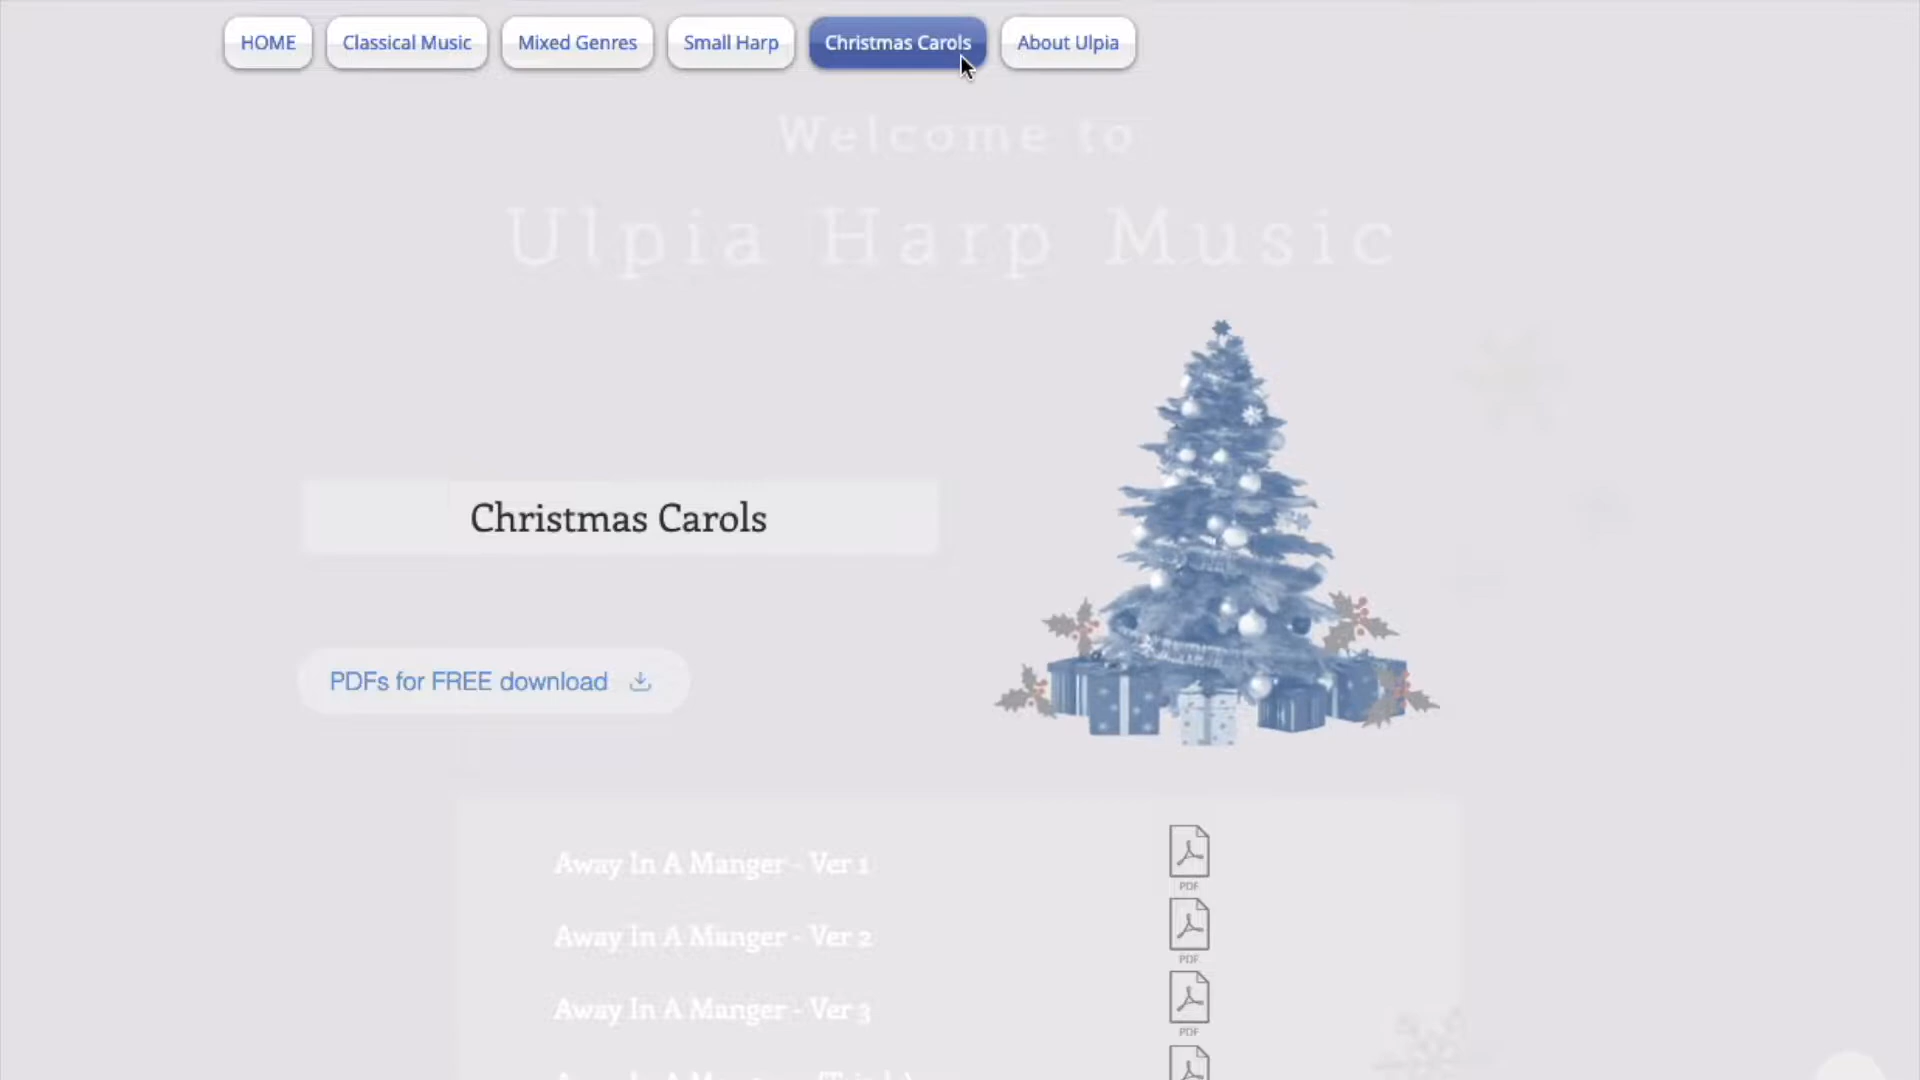 HOME Classical Music Mixed Genres Small Harp Christmas Carols About Ulpia
Welcome to
Ulpia Harp Music
Christmas Carols
PDFs for FREE download
Away In A Manger - Ver 1
PDF
Away In A Manger - Ver 2
PDF
Away In A Manger - Ver 3
PDF